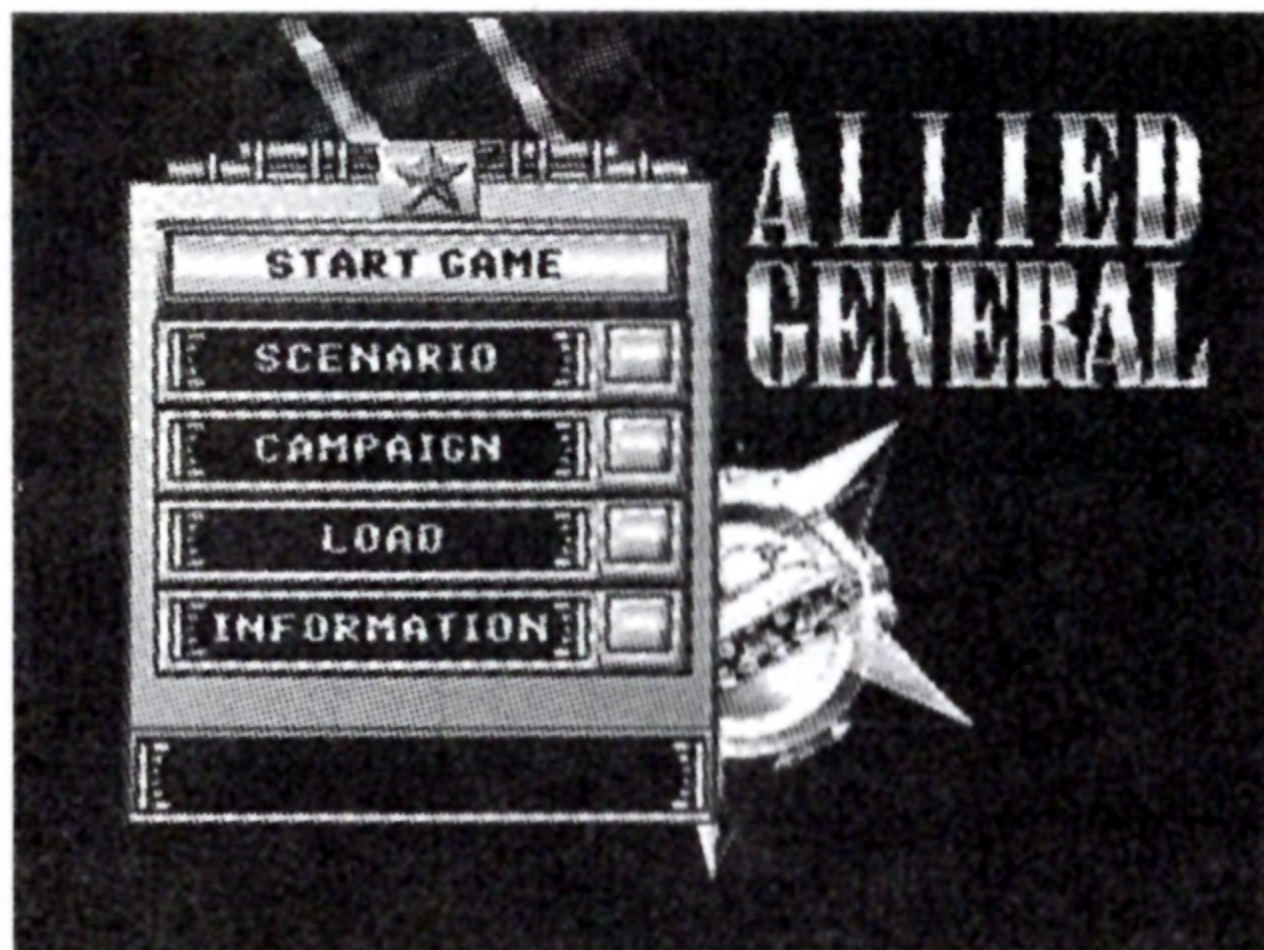 ALLIED
GENERAL
START GAME
SCENARIO
CAMPAIGN
LOAD
INFORMATION